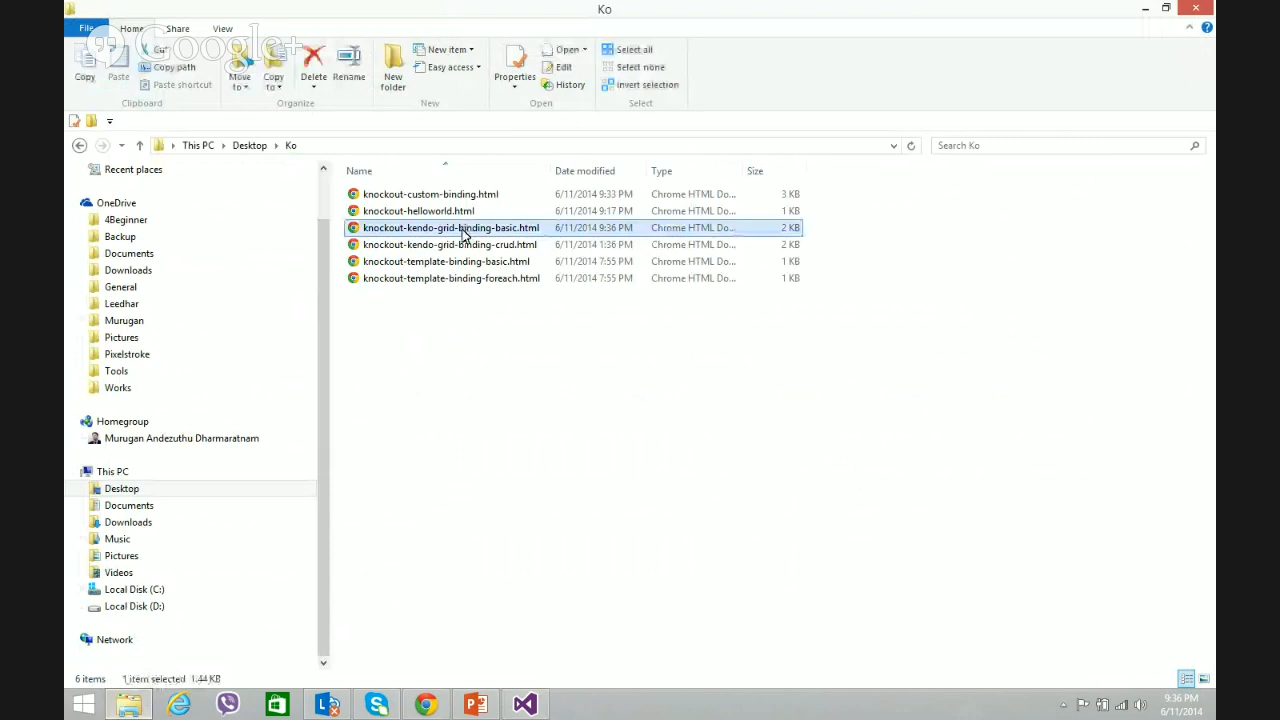 Ko
File Home Share View
Google+
Copy
Paste
Cut
Copy path
Paste shortcut
Move to
Copy to
Delete
Rename
New folder
New item
Easy access
Properties
Open
Edit
History
Select all
Select none
Invert selection
Clipboard Organize New Open Select
This PC Desktop Ko
Search Ko
Name Date modified Type Size
knockout-custom-binding.html 6/11/2014 9:33 PM Chrome HTML Do... 3 KB
knockout-helloworld.html 6/11/2014 9:17 PM Chrome HTML Do... 1 KB
knockout-kendo-grid-binding-basic.html 6/11/2014 9:36 PM Chrome HTML Do... 2 KB
knockout-kendo-grid-binding-crud.html 6/11/2014 1:36 PM Chrome HTML Do... 2 KB
knockout-template-binding-basic.html 6/11/2014 7:55 PM Chrome HTML Do... 1 KB
knockout-template-binding-foreach.html 6/11/2014 7:55 PM Chrome HTML Do... 1 KB
Recent places
OneDrive
4Beginner
Backup
Documents
Downloads
General
Leedhar
Murugan
Pictures
Pixelstroke
Tools
Works
Homegroup
Murugan Andezuthu Dharmaratnam
This PC
Desktop
Documents
Downloads
Music
Pictures
Videos
Local Disk (C:)
Local Disk (D:)
Network
6 items 1 item selected 1.44 KB
9:36 PM
6/11/2014